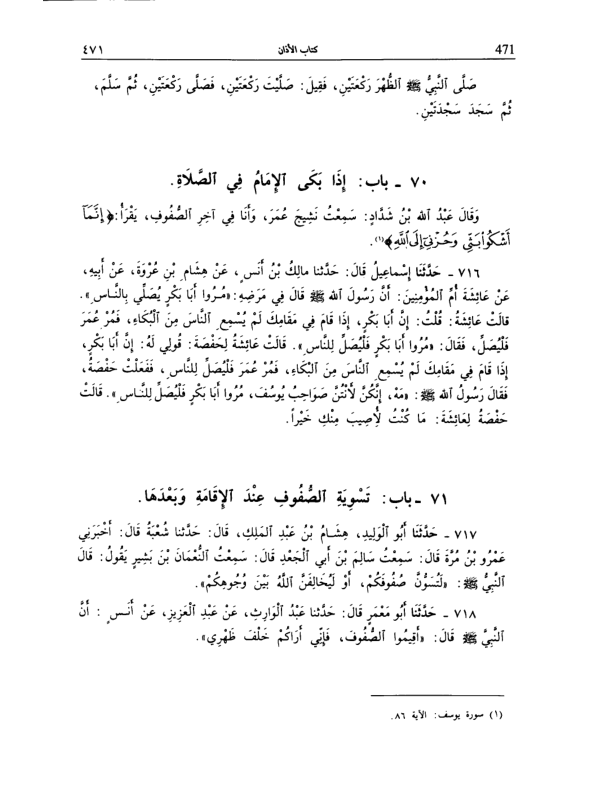 ٤٧١ كتاب الأذان 471
صَلَّى ٱلنَّبِيُّ ﷺ ٱلظُّهْرَ رَكْعَتَيْنِ، فَقِيلَ: صَلَّيْتَ رَكْعَتَيْنِ، فَصَلَّى رَكْعَتَيْنِ، ثُمَّ سَلَّمَ،
ثُمَّ سَجَدَ سَجْدَتَيْنِ.
٧٠ ـ باب: إِذَا بَكَى ٱلإِمَامُ فِي ٱلصَّلَاةِ.
وَقَالَ عَبْدُ ٱلله بْنُ شَدَّادٍ: سَمِعْتُ نَشِيجَ عُمَرَ، وَأَنَا فِي آخِرِ ٱلصُّفُوفِ، يَقْرَأُ: ﴿إِنَّمَآ
أَشْكُوا۟ بَثِّى وَحُزْنِىٓ إِلَى ٱللَّهِ﴾(١).
٧١٦ ـ حَدَّثَنَا إِسْمَاعِيلُ قَالَ: حَدَّثنا مالِكُ بْنُ أَنَسٍ، عَنْ هِشَامِ بْنِ عُرْوَةَ، عَنْ أَبِيهِ،
عَنْ عَائِشَةَ أُمِّ ٱلْمُؤْمِنِينَ: أَنَّ رَسُولَ ٱلله ﷺ قَالَ فِي مَرَضِهِ: «مُرُوا أَبَا بَكْرٍ يُصَلِّي بِالنَّاسِ».
قالَتْ عَائِشَةُ: قُلْتُ: إِنَّ أَبَا بَكْرٍ، إِذَا قَامَ فِي مَقَامِكَ لَمْ يُسْمِعِ ٱلنَّاسَ مِنَ ٱلْبُكَاءِ، فَمُرْ عُمَرَ
فَلْيُصَلِّ، فَقَالَ: «مُرُوا أَبَا بَكْرٍ فَلْيُصَلِّ لِلنَّاسِ». قَالَتْ عَائِشَةُ لِحَفْصَةَ: قُولِي لَهُ: إِنَّ أَبَا بَكْرٍ،
إِذَا قَامَ فِي مَقَامِكَ لَمْ يُسْمِعِ ٱلنَّاسَ مِنَ ٱلْبُكَاءِ، فَمُرْ عُمَرَ فَلْيُصَلِّ لِلنَّاسِ، فَفَعَلَتْ حَفْصَةُ،
فَقَالَ رَسُولُ ٱلله ﷺ: «مَهْ، إِنَّكُنَّ لأَنْتُنَّ صَوَاحِبُ يُوسُفَ، مُرُوا أَبَا بَكْرٍ فَلْيُصَلِّ لِلنَّاسِ». قَالَتْ
حَفْصَةُ لِعَائِشَةَ: مَا كُنْتُ لِأُصِيبَ مِنْكِ خَيْراً.
٧١ ـ باب: تَسْوِيَةِ ٱلصُّفُوفِ عِنْدَ ٱلإِقَامَةِ وَبَعْدَهَا.
٧١٧ ـ حَدَّثَنَا أَبُو ٱلْوَلِيدِ، هِشَامُ بْنُ عَبْدِ ٱلمَلِكِ، قَالَ: حَدَّثنا شُعْبَةُ قَالَ: أَخْبَرَنِي
عَمْرُو بْنُ مُرَّةَ قَالَ: سَمِعْتُ سَالِمَ بْنَ أَبِي ٱلْجَعْدِ قَالَ: سَمِعْتُ ٱلنُّعْمَانَ بْنَ بَشِيرٍ يَقُولُ: قَالَ
ٱلنَّبِيُّ ﷺ: «لَتُسَوُّنَّ صُفُوفَكُمْ، أَوْ لَيُخَالِفَنَّ ٱللَّهُ بَيْنَ وُجُوهِكُمْ».
٧١٨ ـ حَدَّثَنَا أَبُو مَعْمَرٍ قَالَ: حَدَّثنا عَبْدُ ٱلْوَارِثِ، عَنْ عَبْدِ ٱلْعَزِيزِ، عَنْ أَنَسٍ: أَنَّ
ٱلنَّبِيَّ ﷺ قَالَ: «أَقِيمُوا ٱلصُّفُوفَ، فَإِنِّي أَرَاكُمْ خَلْفَ ظَهْرِي».
(١) سورة يوسف: الآية ٨٦.